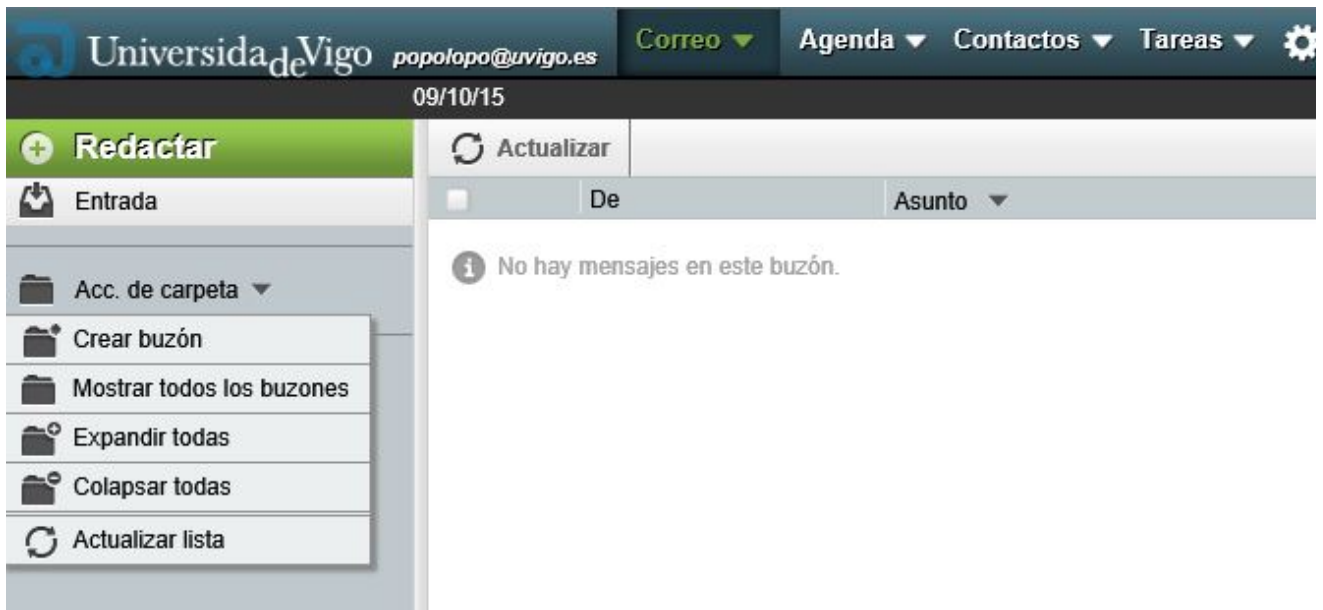 UniversidadeVigo popolopo@uvigo.es Correo Agenda Contactos Tareas
09/10/15
Redactar
Actualizar
Entrada
De Asunto
No hay mensajes en este buzón.
Acc. de carpeta
Crear buzón
Mostrar todos los buzones
Expandir todas
Colapsar todas
Actualizar lista